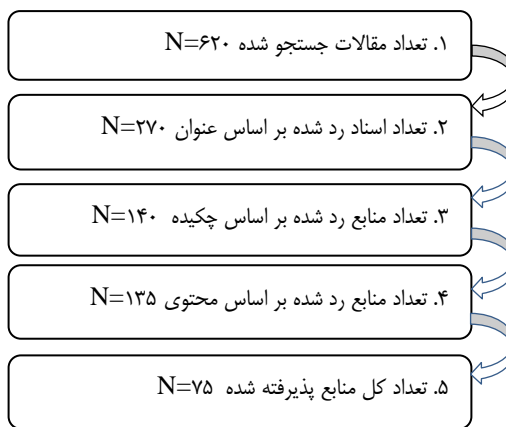 ۱. تعداد مقالات جستجو شده N=۶۲۰
۲. تعداد اسناد رد شده بر اساس عنوان N=۲۷۰
۳. تعداد منابع رد شده بر اساس چکیده N=۱۴۰
۴. تعداد منابع رد شده بر اساس محتوی N=۱۳۵
۵. تعداد کل منابع پذیرفته شده N=۷۵